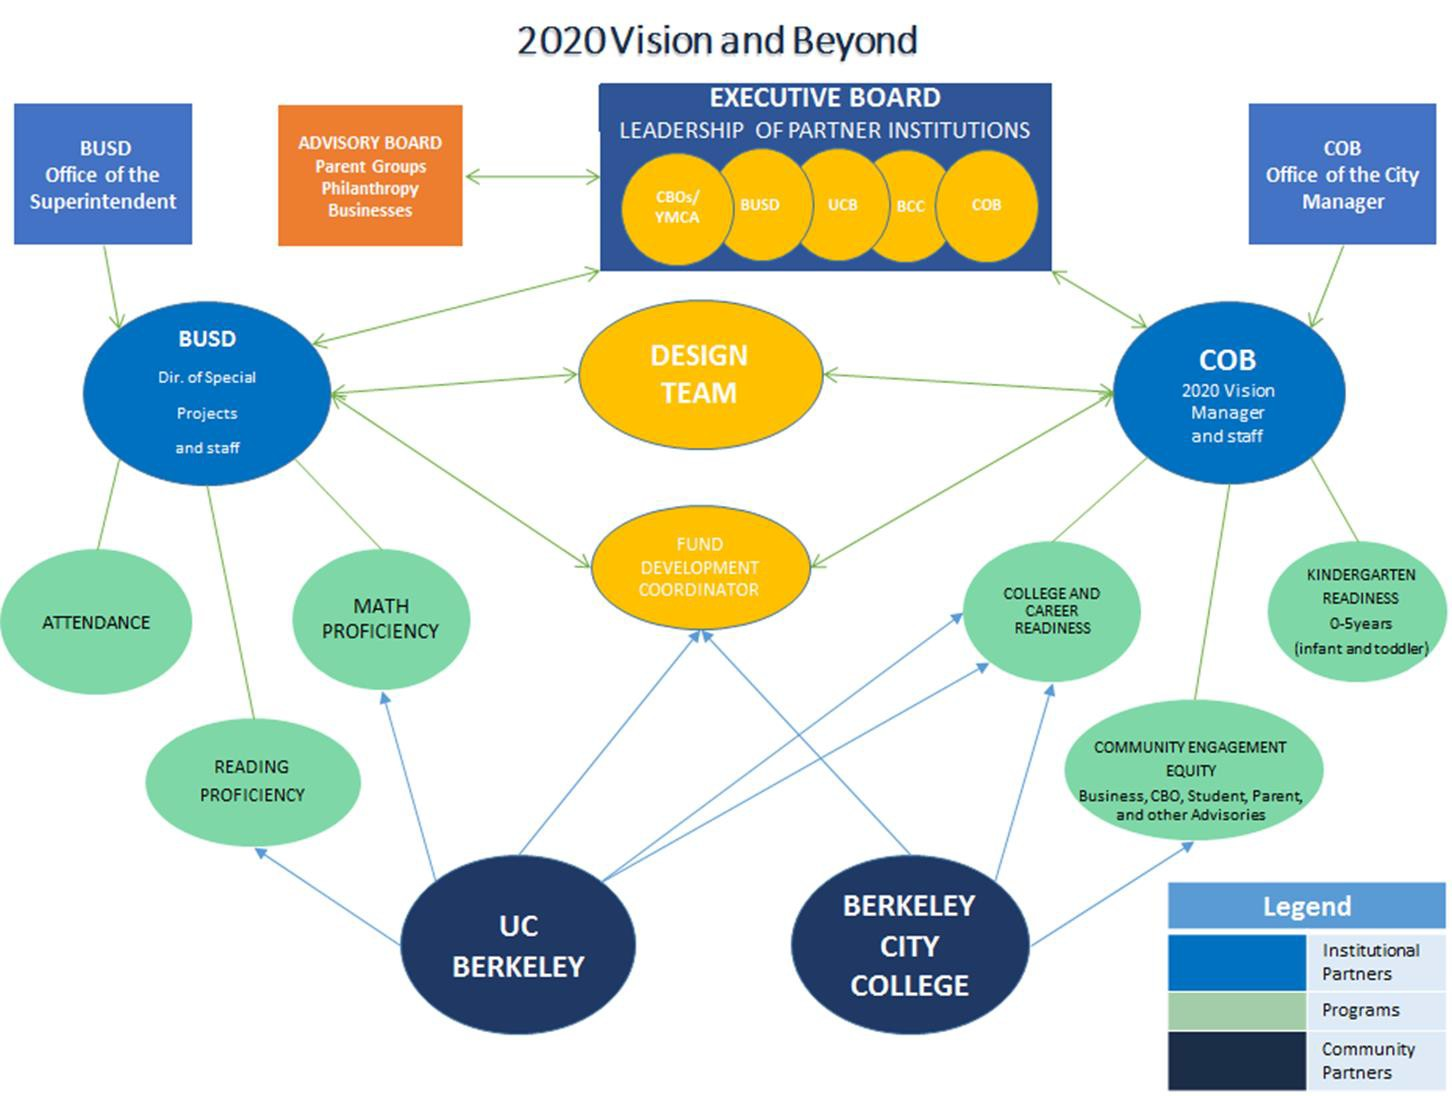 2020 Vision and Beyond
BUSD
Office of the
Superintendent
ADVISORY BOARD
Parent Groups
Philanthropy
Businesses
EXECUTIVE BOARD
LEADERSHIP OF PARTNER INSTITUTIONS
CBOs/
YMCA
BUSD
UCB
BCC
COB
COB
Office of the City
Manager
BUSD
Dir. of Special
Projects
and staff
DESIGN
TEAM
COB
2020 Vision
Manager
and staff
FUND
DEVELOPMENT
COORDINATOR
ATTENDANCE
MATH
PROFICIENCY
COLLEGE AND
CAREER
READINESS
KINDERGARTEN
READINESS
0-5years
(infant and toddler)
READING
PROFICIENCY
COMMUNITY ENGAGEMENT
EQUITY
Business, CBO, Student, Parent,
and other Advisories
UC
BERKELEY
BERKELEY
CITY
COLLEGE
Legend
Institutional
Partners
Programs
Community
Partners